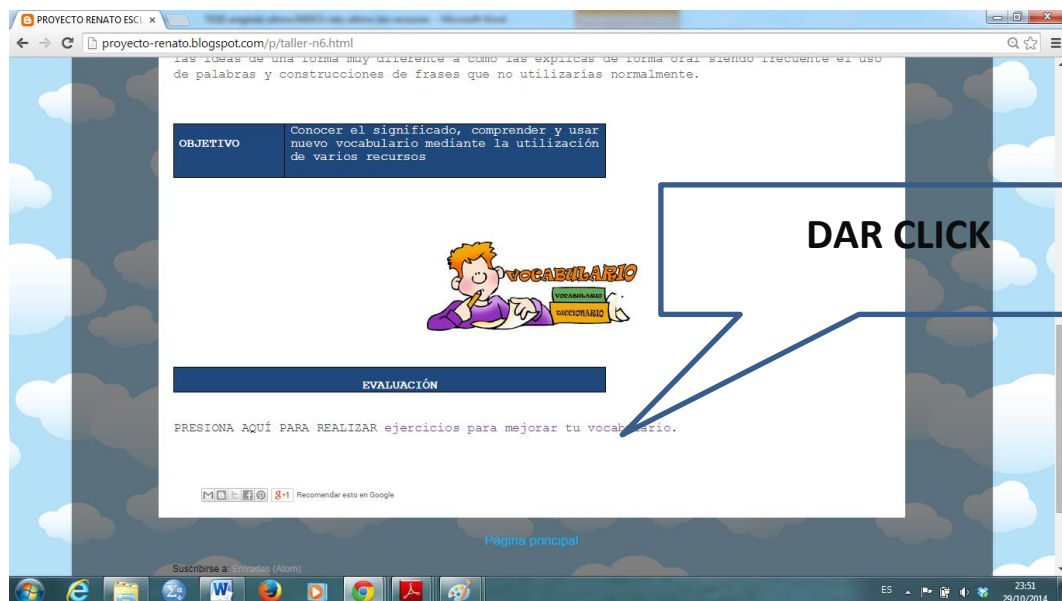 PROYECTO RENATO ESCL ×
proyecto-renato.blogspot.com/p/taller-n6.html
las ideas de una forma muy diferente a como las explicas de forma oral siendo frecuente el uso
de palabras y construcciones de frases que no utilizarías normalmente.
OBJETIVO
Conocer el significado, comprender y usar
nuevo vocabulario mediante la utilización
de varios recursos
DAR CLICK
VOCABULARIO
VOCABULARIO
DICCIONARIO
EVALUACIÓN
PRESIONA AQUÍ PARA REALIZAR ejercicios para mejorar tu vocabulario.
g+1 Recomendar esto en Google
Página principal
Suscribirse a: Entradas (Atom)
ES
23:51
29/10/2014